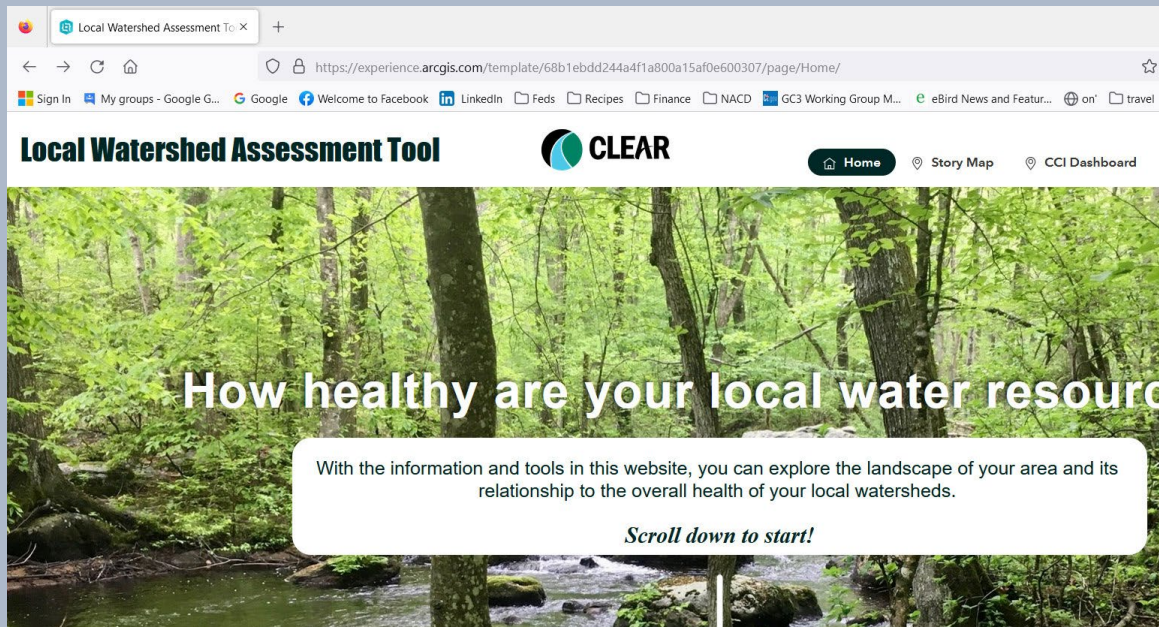 Local Watershed Assessment To
https://experience.arcgis.com/template/68b1ebdd244a4f1a800a15af0e600307/page/Home/
Sign In My groups - Google G... Google Welcome to Facebook LinkedIn Feds Recipes Finance NACD GC3 Working Group M... eBird News and Featur... on' travel
Local Watershed Assessment Tool
CLEAR
Home Story Map CCI Dashboard
How healthy are your local water resourc
With the information and tools in this website, you can explore the landscape of your area and its
relationship to the overall health of your local watersheds.
Scroll down to start!